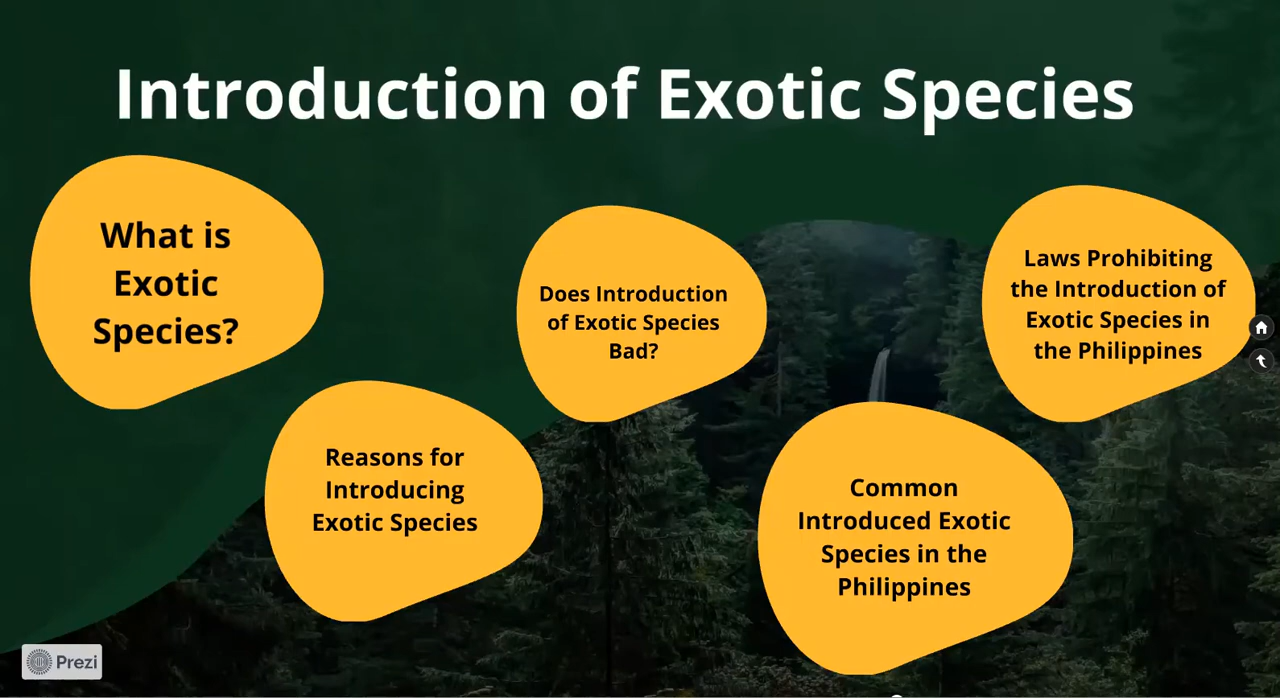 Introduction of Exotic Species
What is
Exotic
Species?
Reasons for
Introducing
Exotic Species
Does Introduction
of Exotic Species
Bad?
Common
Introduced Exotic
Species in the
Philippines
Laws Prohibiting
the Introduction of
Exotic Species in
the Philippines
Prezi